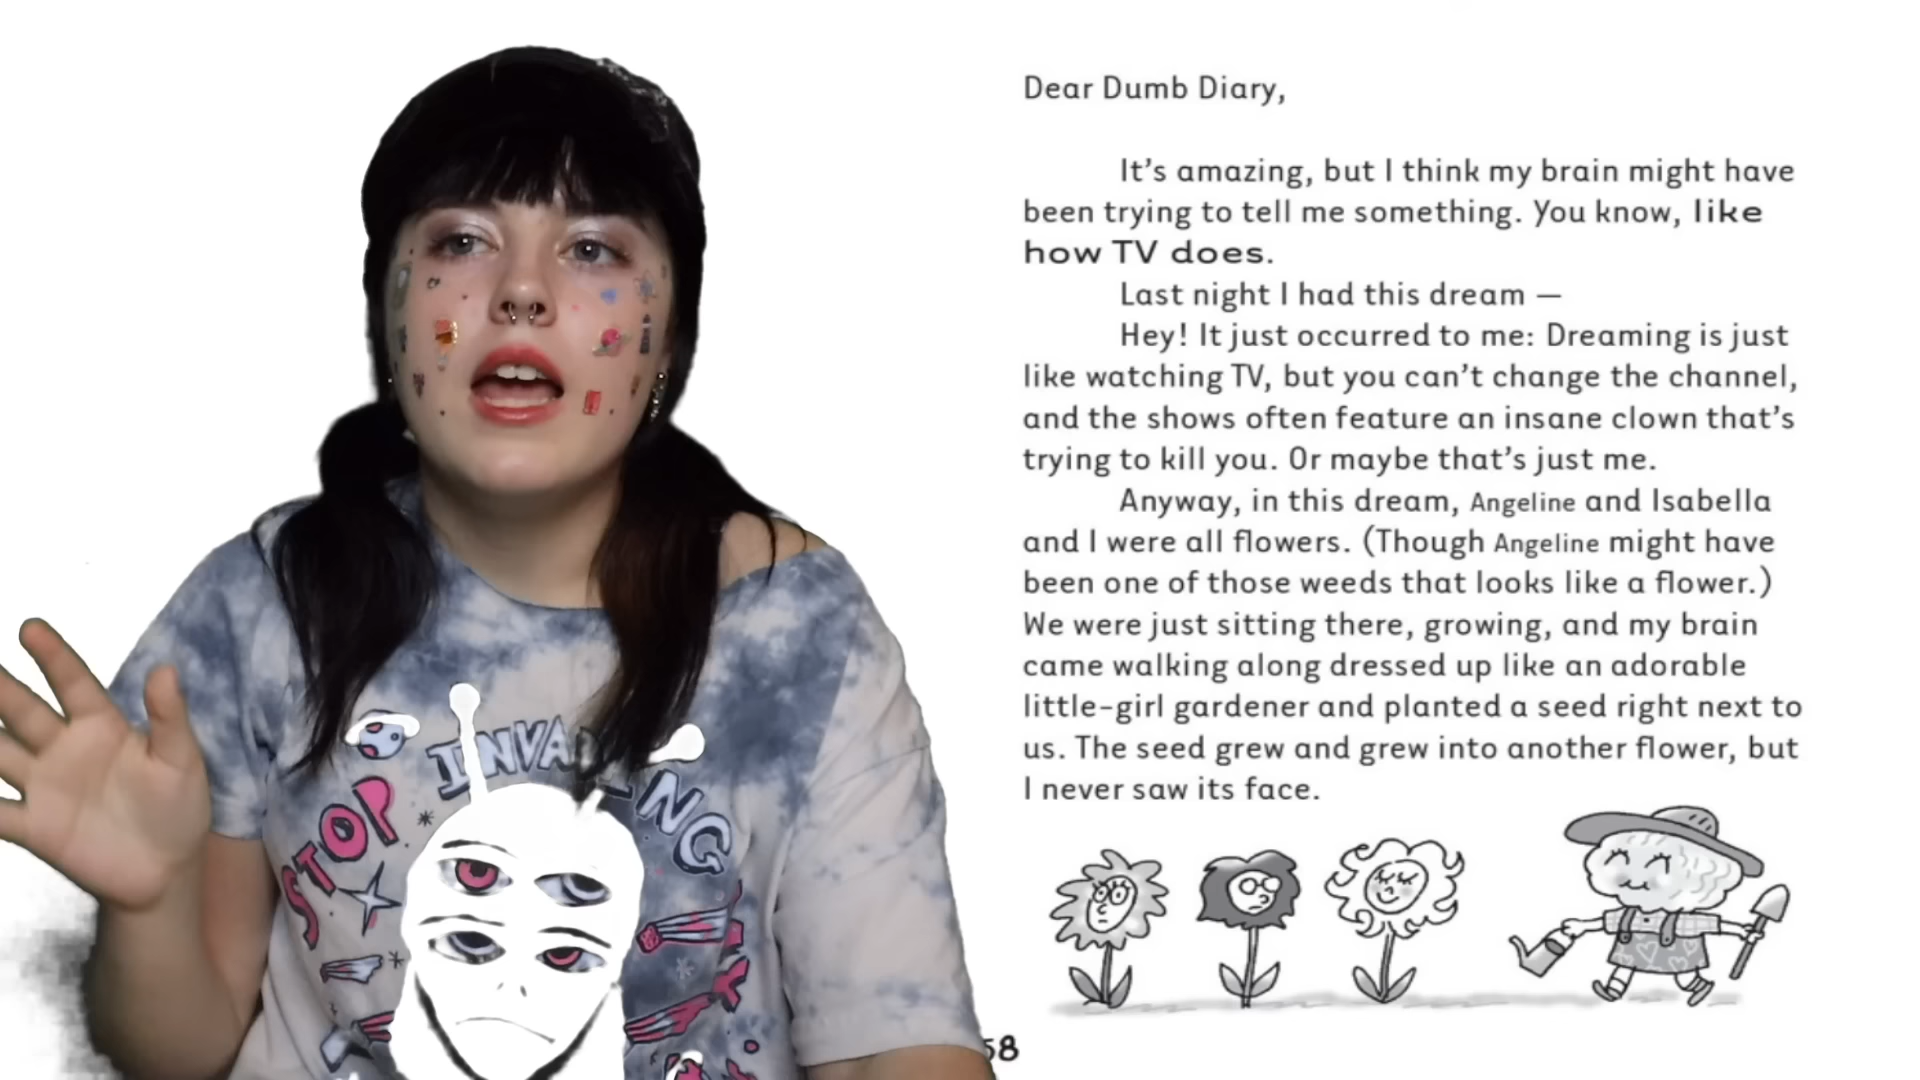 Dear Dumb Diary,
It's amazing, but I think my brain might have
been trying to tell me something. You know, like
how TV does.
Last night I had this dream —
Hey! It just occurred to me: Dreaming is just
like watching TV, but you can't change the channel,
and the shows often feature an insane clown that's
trying to kill you. Or maybe that's just me.
Anyway, in this dream, Angeline and Isabella
and I were all flowers. (Though Angeline might have
been one of those weeds that looks like a flower.)
We were just sitting there, growing, and my brain
came walking along dressed up like an adorable
little-girl gardener and planted a seed right next to
us. The seed grew and grew into another flower, but
I never saw its face.
58
STOP